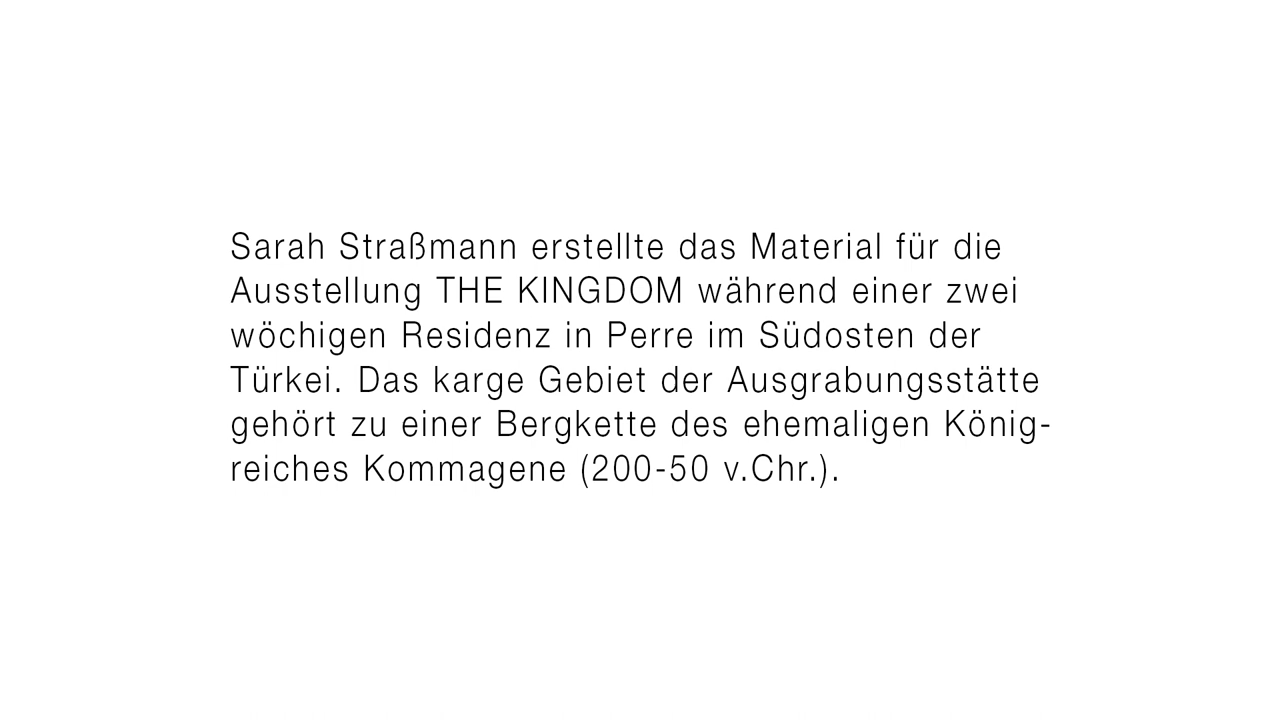 Sarah Straßmann erstellte das Material für die
Ausstellung THE KINGDOM während einer zwei
wöchigen Residenz in Perre im Südosten der
Türkei. Das karge Gebiet der Ausgrabungsstätte
gehört zu einer Bergkette des ehemaligen König-
reiches Kommagene (200-50 v.Chr.).